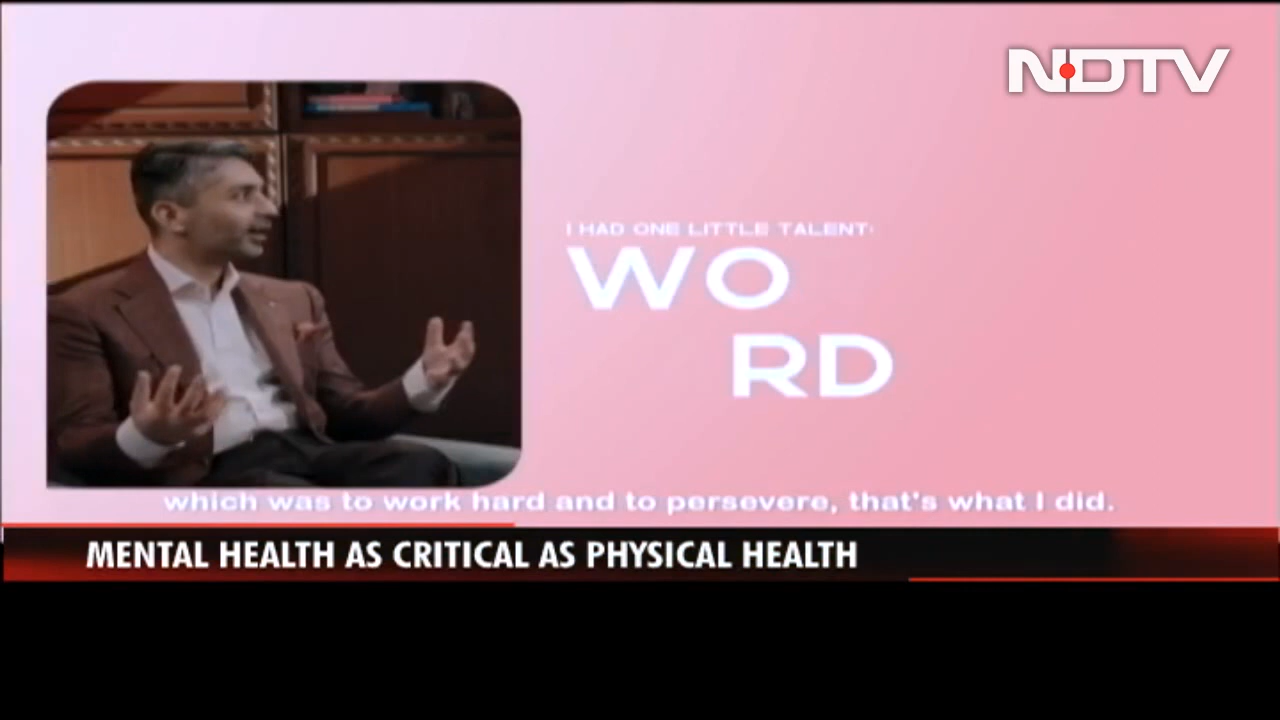 NDTV
I HAD ONE LITTLE TALENT:
WO
RD
which was to work hard and to persevere, that's what I did.
MENTAL HEALTH AS CRITICAL AS PHYSICAL HEALTH